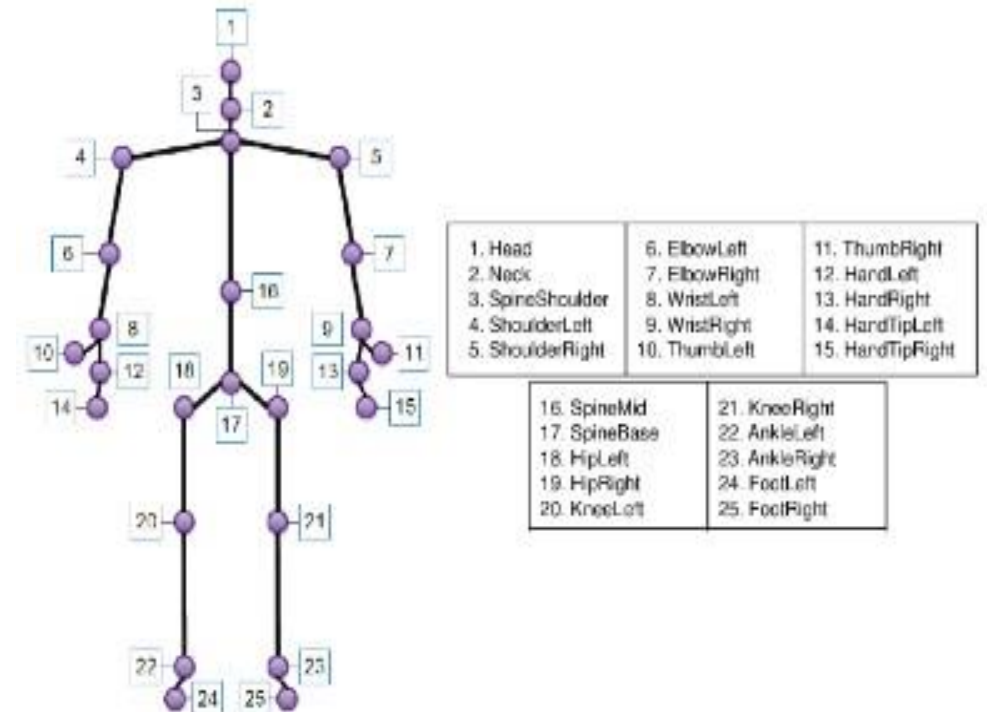 1
3
2
4
5
6
7
16
8
9
10
11
12
13
18
19
14
15
17
20
21
22
23
24
25
1. Head
2. Neck
3. SpineShoulder
4. ShoulderLeft
5. ShoulderRight
6. ElbowLeft
7. ElbowRight
8. WristLeft
9. WristRight
10. ThumbLeft
11. ThumbRight
12. HandLeft
13. HandRight
14. HandTipLeft
15. HandTipRight
16. SpineMid
17. SpineBase
18. HipLeft
19. HipRight
20. KneeLeft
21. KneeRight
22. AnkleLeft
23. AnkleRight
24. FootLeft
25. FootRight